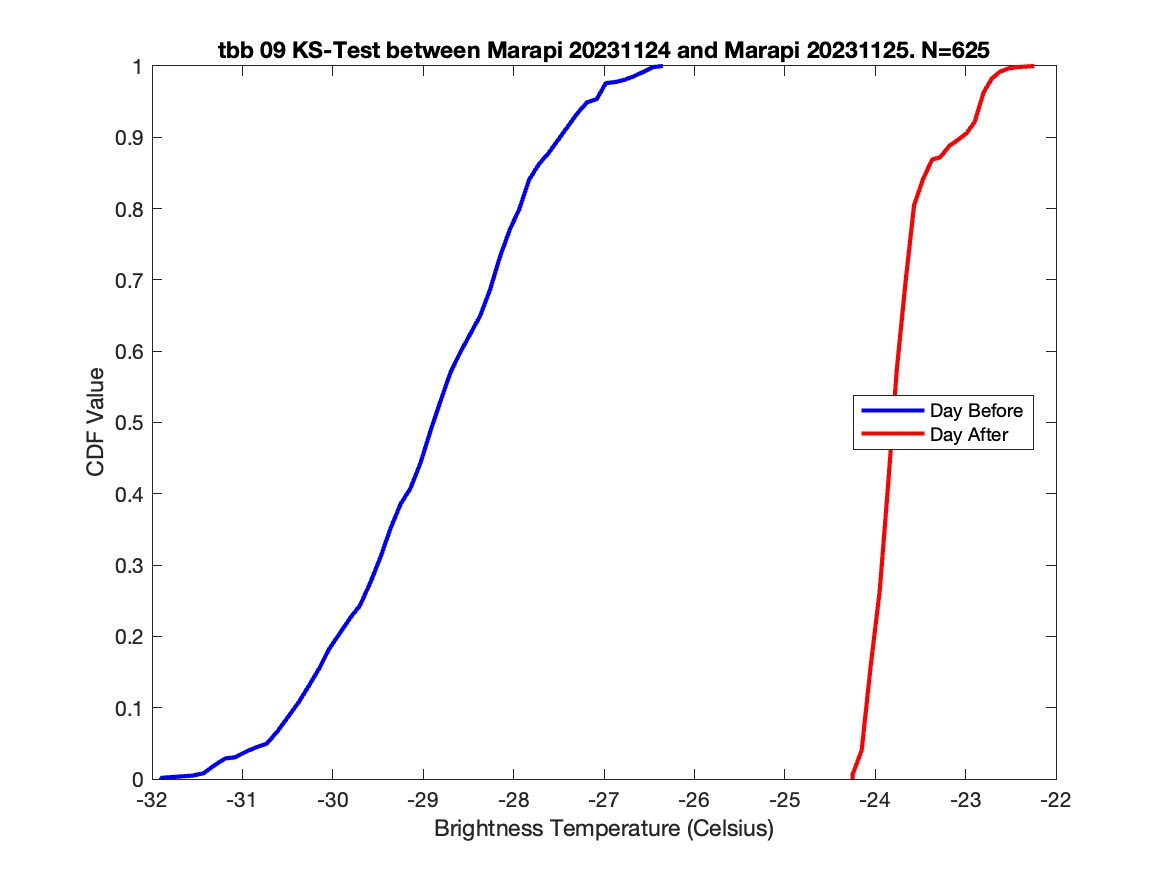 tbb 09 KS-Test between Marapi 20231124 and Marapi 20231125. N=625
1
0.9
0.8
0.7
0.6
0.5
0.4
0.3
0.2
0.1
0
CDF Value
Day Before
Day After
-32 -31 -30 -29 -28 -27 -26 -25 -24 -23 -22
Brightness Temperature (Celsius)